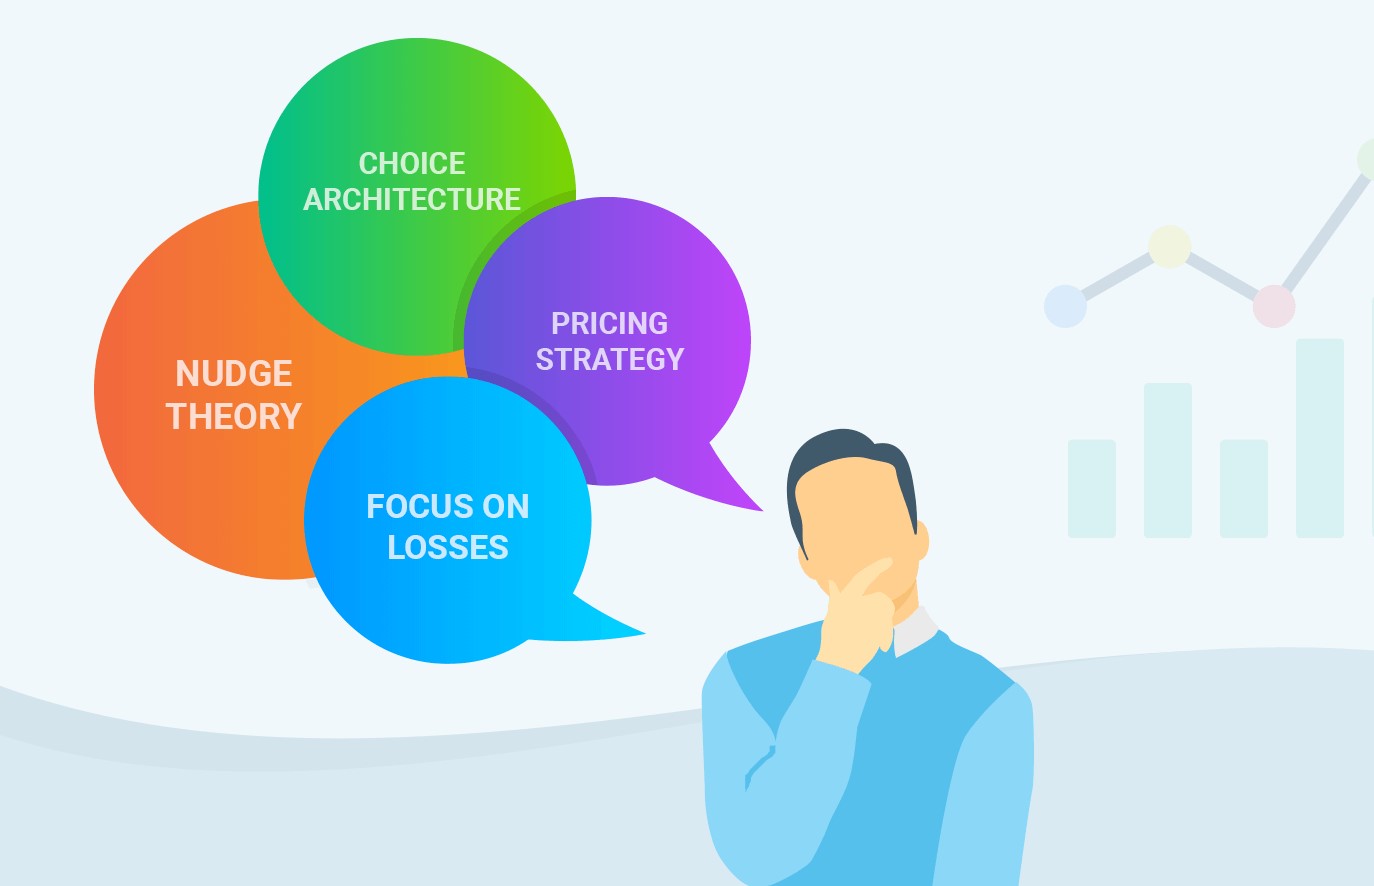 CHOICE
ARCHITECTURE
PRICING
STRATEGY
NUDGE
THEORY
FOCUS ON
LOSSES